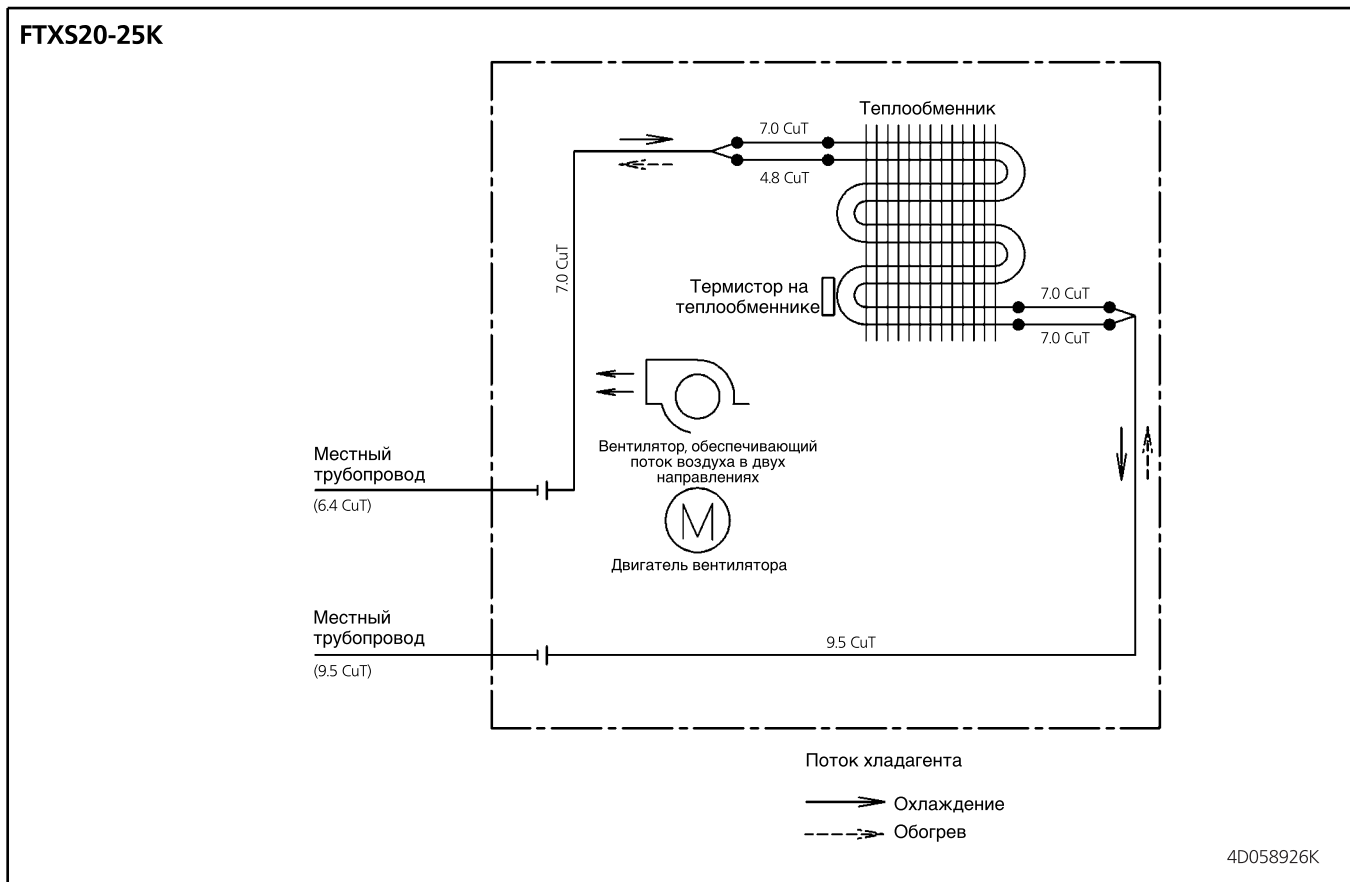 FTXS20-25K
Теплообменник
7.0 CuT
4.8 CuT
7.0 CuT
Термистор на
теплообменнике
7.0 CuT
7.0 CuT
Вентилятор, обеспечивающий
поток воздуха в двух
направлениях
Местный
трубопровод
(6.4 CuT)
M
Двигатель вентилятора
Местный
трубопровод
(9.5 CuT)
9.5 CuT
Поток хладагента
Охлаждение
Обогрев
4D058926K